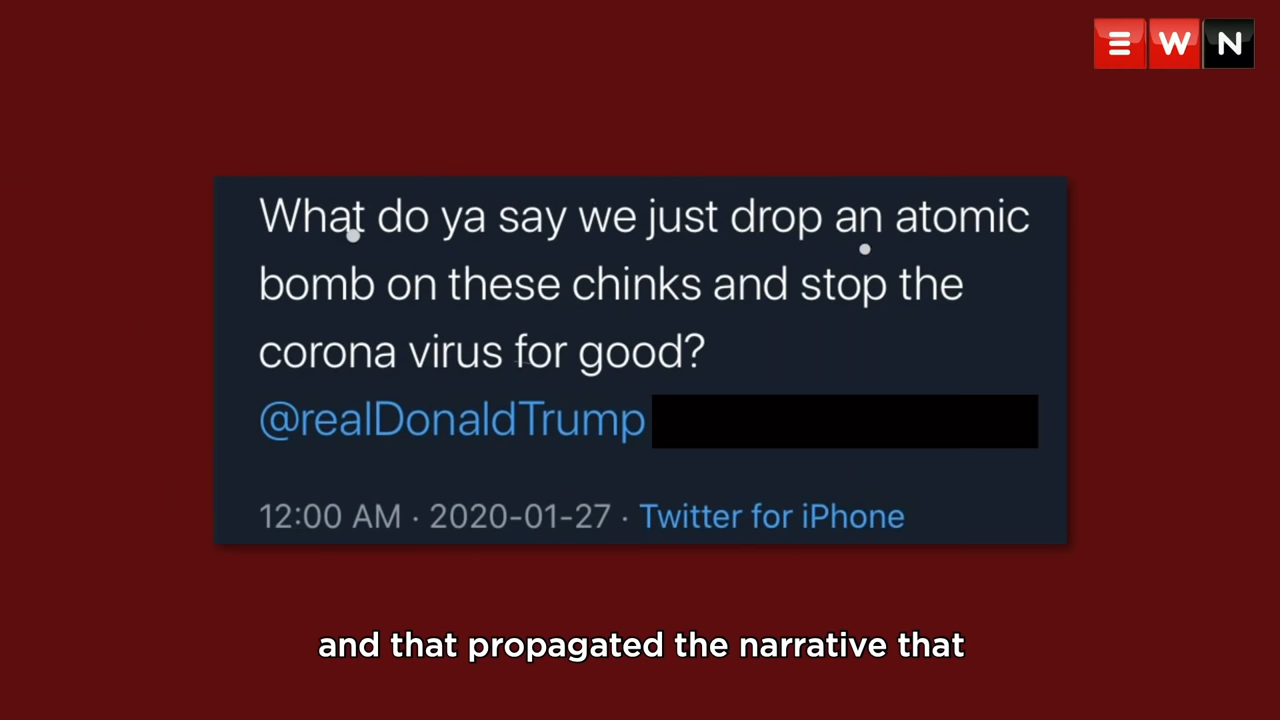 EWN
What do ya say we just drop an atomic
bomb on these chinks and stop the
corona virus for good?
@realDonaldTrump
12:00 AM · 2020-01-27 · Twitter for iPhone
and that propagated the narrative that